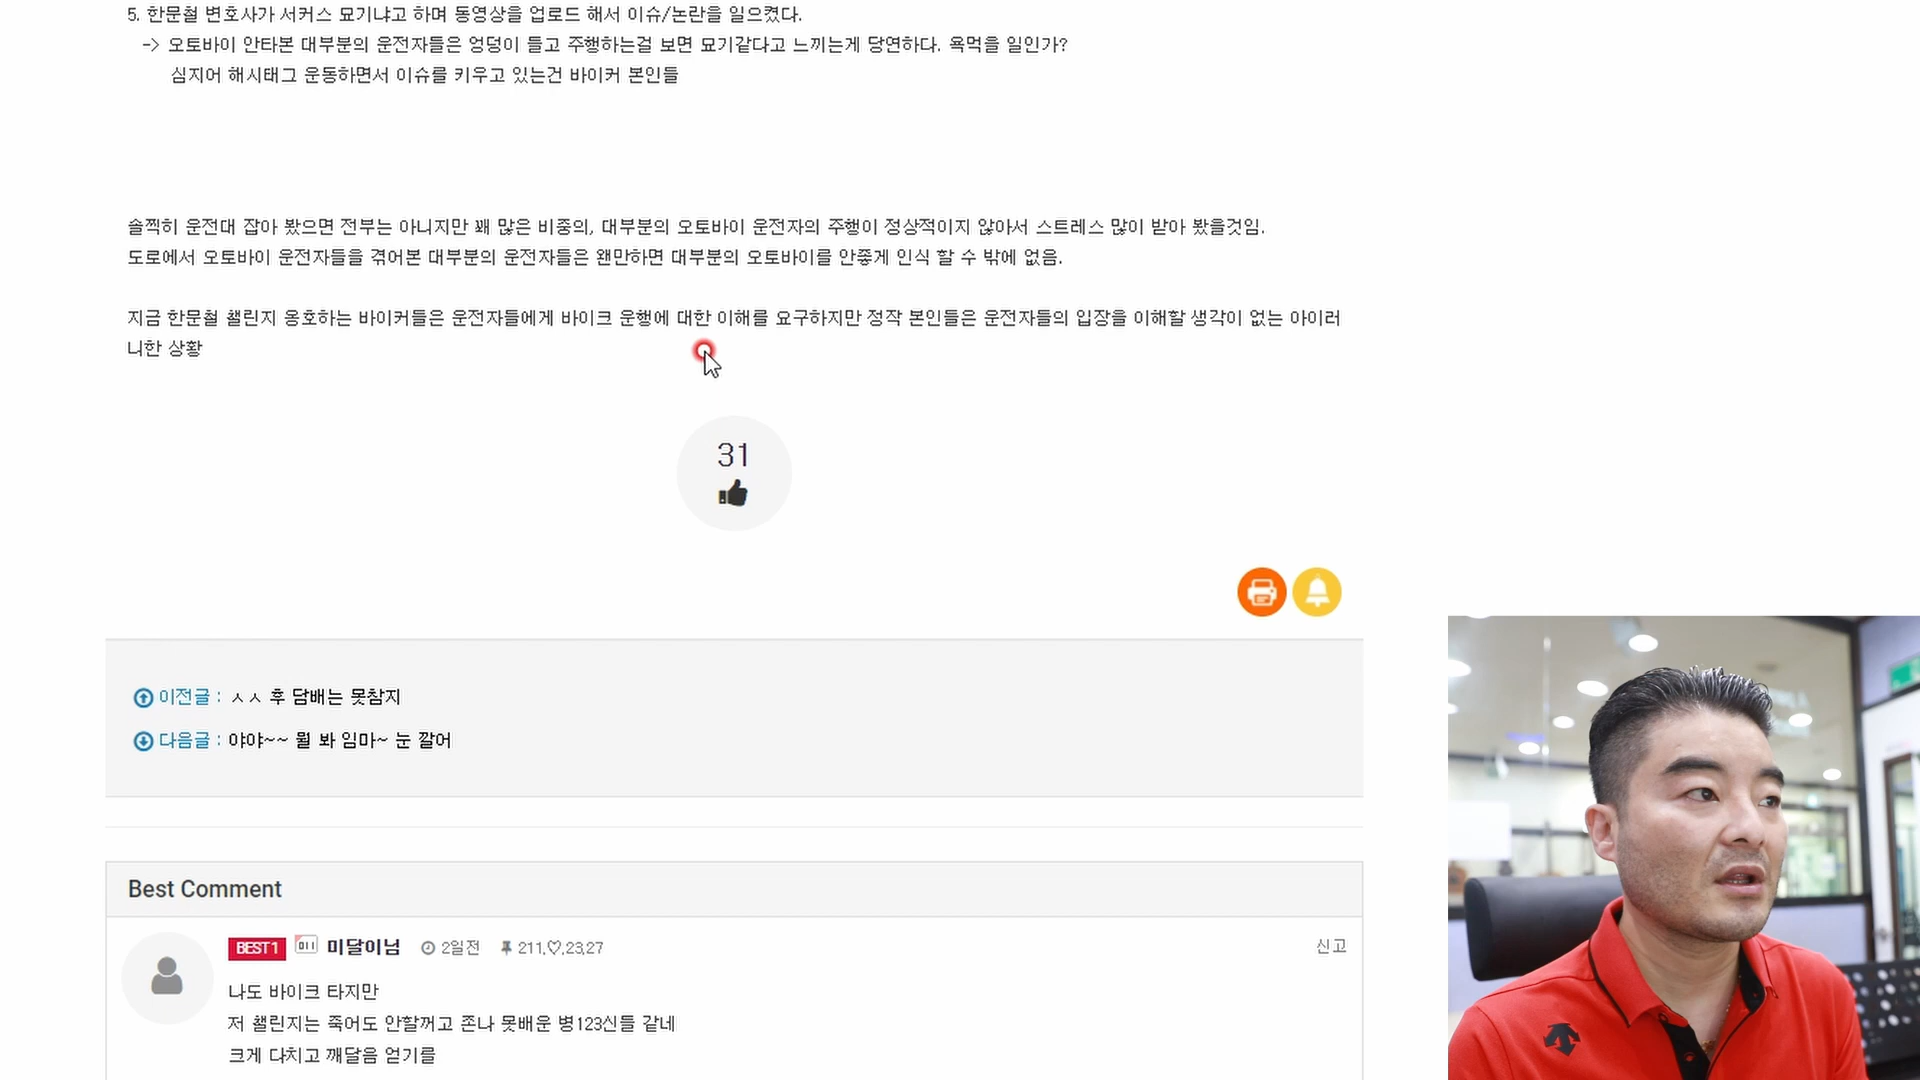 5. 한문철 변호사가 서커스 묘기냐고 하며 동영상을 업로드 해서 이슈/논란을 일으켰다.
-> 오토바이 안타본 대부분의 운전자들은 엉덩이 들고 주행하는걸 보면 묘기같다고 느끼는게 당연하다. 욕먹을 일인가?
심지어 해시태그 운동하면서 이슈를 키우고 있는건 바이커 본인들
솔찍히 운전대 잡아 봤으면 전부는 아니지만 꽤 많은 비중의, 대부분의 오토바이 운전자의 주행이 정상적이지 않아서 스트레스 많이 받아 봤을것임.
도로에서 오토바이 운전자들을 겪어본 대부분의 운전자들은 왠만하면 대부분의 오토바이를 안좋게 인식 할 수 밖에 없음.
지금 한문철 챌린지 옹호하는 바이커들은 운전자들에게 바이크 운행에 대한 이해를 요구하지만 정작 본인들은 운전자들의 입장을 이해할 생각이 없는 아이러
니한 상황
31
이전글 : ㅅㅅ 후 담배는 못참지
다음글 : 야야~~ 뭘 봐 임마~ 눈 깔어
Best Comment
BEST1 미달이넘 2일전 211.♡.23.27 신고
나도 바이크 타지만
저 챌린지는 죽어도 안할꺼고 존나 못배운 병123신들 같네
크게 다치고 깨달음 얻기를